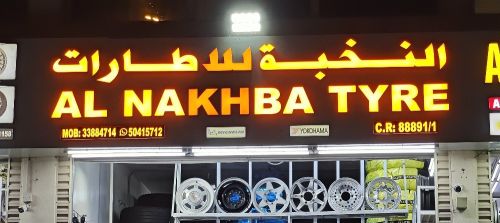 النخبة للاطارات
AL NAKHBA TYRE
MOB: 33884714 50415712
YOKOHAMA
C.R: 88891/1
A